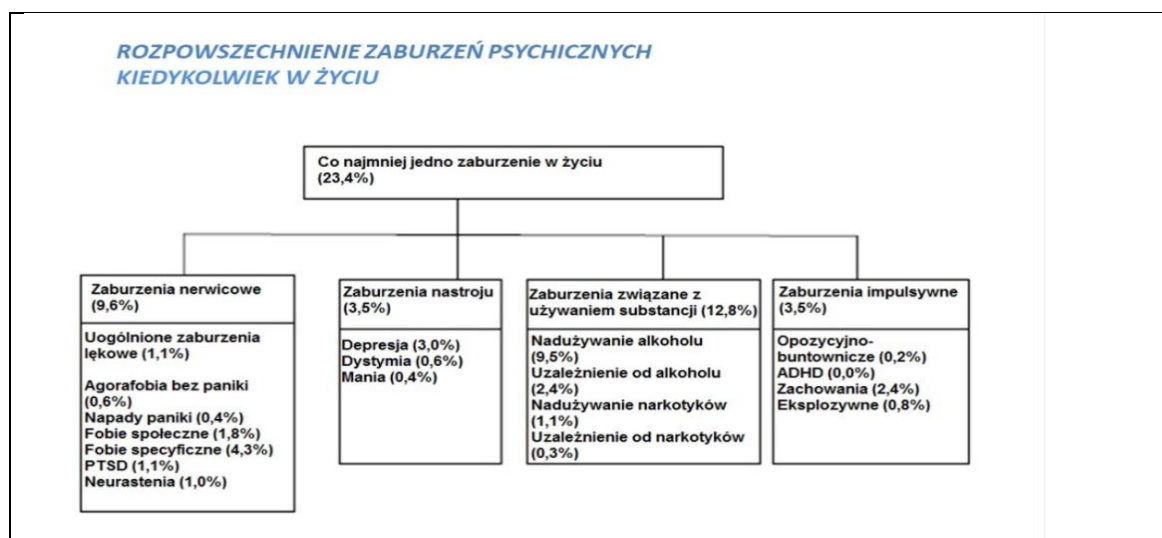 ROZPOWSZECHNIENIE ZABURZEŃ PSYCHICZNYCH
KIEDYKOLWIEK W ŻYCIU
Co najmniej jedno zaburzenie w życiu
(23,4%)
Zaburzenia nerwicowe
(9,6%)
Uogólnione zaburzenia
lękowe (1,1%)
Agorafobia bez paniki
(0,6%)
Napady paniki (0,4%)
Fobie społeczne (1,8%)
Fobie specyficzne (4,3%)
PTSD (1,1%)
Neurastenia (1,0%)
Zaburzenia nastroju
(3,5%)
Depresja (3,0%)
Dystymia (0,6%)
Mania (0,4%)
Zaburzenia związane z
używaniem substancji (12,8%)
Nadużywanie alkoholu
(9,5%)
Uzależnienie od alkoholu
(2,4%)
Nadużywanie narkotyków
(1,1%)
Uzależnienie od narkotyków
(0,3%)
Zaburzenia impulsywne
(3,5%)
Opozycyjno-
buntownicze (0,2%)
ADHD (0,0%)
Zachowania (2,4%)
Eksplozywne (0,8%)